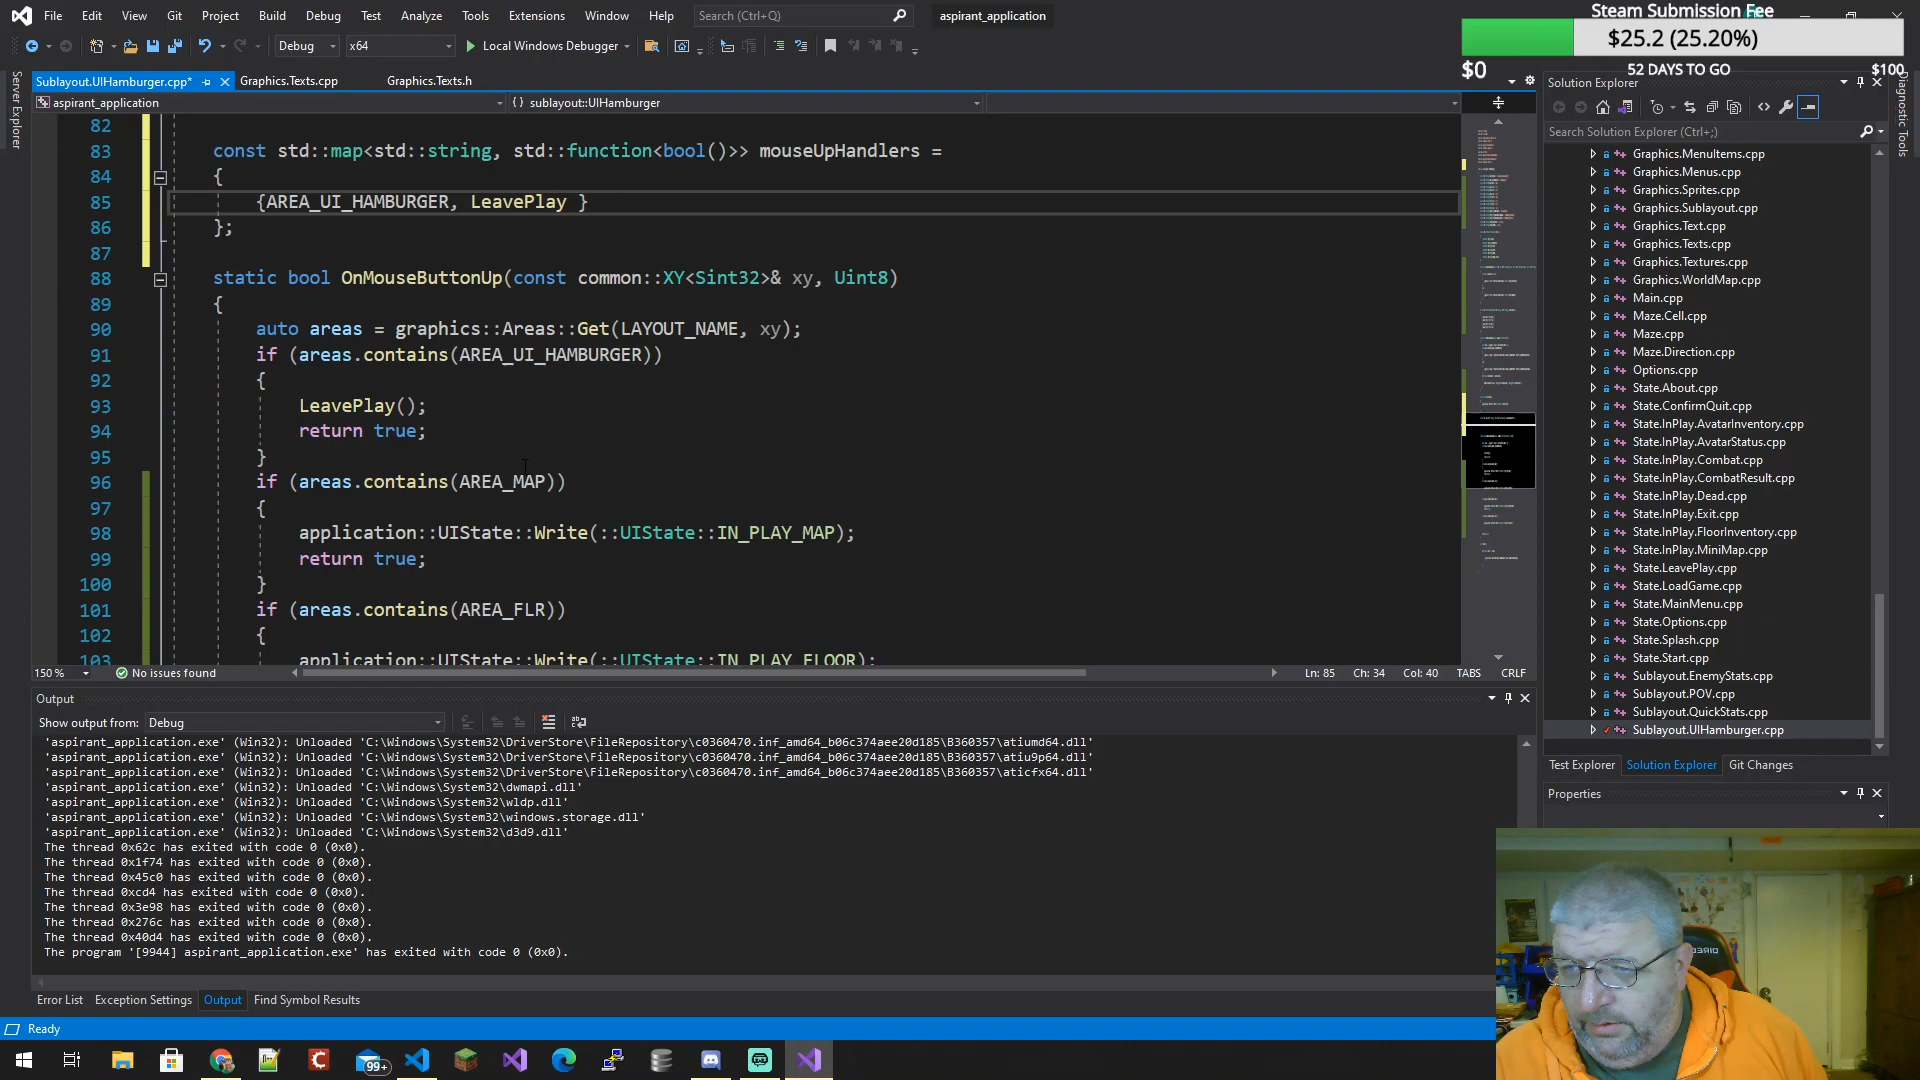 File Edit View Git Project Build Debug Test Analyze Tools Extensions Window Help Search (Ctrl+Q) aspirant_application
Steam Submission Fee
$25.2 (25.20%)
$0 52 DAYS TO GO $100
Debug x64 Local Windows Debugger
Server Explorer
Diagnostic Tools
Sublayout.UIHamburger.cpp* Graphics.Texts.cpp Graphics.Texts.h
aspirant_application {} sublayout::UIHamburger
82
83 const std::map<std::string, std::function<bool()>> mouseUpHandlers =
84 {
85 {AREA_UI_HAMBURGER, LeavePlay }
86 };
87
88 static bool OnMouseButtonUp(const common::XY<Sint32>& xy, Uint8)
89 {
90 auto areas = graphics::Areas::Get(LAYOUT_NAME, xy);
91 if (areas.contains(AREA_UI_HAMBURGER))
92 {
93 LeavePlay();
94 return true;
95 }
96 if (areas.contains(AREA_MAP))
97 {
98 application::UIState::Write(::UIState::IN_PLAY_MAP);
99 return true;
100 }
101 if (areas.contains(AREA_FLR))
102 {
103 application::UIState::Write(::UIState::IN_PLAY_FLOOR);
150 % No issues found Ln: 85 Ch: 34 Col: 40 TABS CRLF
Output
Show output from: Debug
'aspirant_application.exe' (Win32): Unloaded 'C:\Windows\System32\DriverStore\FileRepository\c0360470.inf_amd64_b06c374aee20d185\B360357\atiumd64.dll'
'aspirant_application.exe' (Win32): Unloaded 'C:\Windows\System32\DriverStore\FileRepository\c0360470.inf_amd64_b06c374aee20d185\B360357\atiu9p64.dll'
'aspirant_application.exe' (Win32): Unloaded 'C:\Windows\System32\DriverStore\FileRepository\c0360470.inf_amd64_b06c374aee20d185\B360357\aticfx64.dll'
'aspirant_application.exe' (Win32): Unloaded 'C:\Windows\System32\dwmapi.dll'
'aspirant_application.exe' (Win32): Unloaded 'C:\Windows\System32\wldp.dll'
'aspirant_application.exe' (Win32): Unloaded 'C:\Windows\System32\windows.storage.dll'
'aspirant_application.exe' (Win32): Unloaded 'C:\Windows\System32\d3d9.dll'
The thread 0x62c has exited with code 0 (0x0).
The thread 0x1f74 has exited with code 0 (0x0).
The thread 0x45c0 has exited with code 0 (0x0).
The thread 0xcd4 has exited with code 0 (0x0).
The thread 0x3e98 has exited with code 0 (0x0).
The thread 0x276c has exited with code 0 (0x0).
The thread 0x40d4 has exited with code 0 (0x0).
The program '[9944] aspirant_application.exe' has exited with code 0 (0x0).
Error List Exception Settings Output Find Symbol Results
Ready
Solution Explorer
Search Solution Explorer (Ctrl+;)
Graphics.MenuItems.cpp
Graphics.Menus.cpp
Graphics.Sprites.cpp
Graphics.Sublayout.cpp
Graphics.Text.cpp
Graphics.Texts.cpp
Graphics.Textures.cpp
Graphics.WorldMap.cpp
Main.cpp
Maze.Cell.cpp
Maze.cpp
Maze.Direction.cpp
Options.cpp
State.About.cpp
State.ConfirmQuit.cpp
State.InPlay.AvatarInventory.cpp
State.InPlay.AvatarStatus.cpp
State.InPlay.Combat.cpp
State.InPlay.CombatResult.cpp
State.InPlay.Dead.cpp
State.InPlay.Exit.cpp
State.InPlay.FloorInventory.cpp
State.InPlay.MiniMap.cpp
State.LeavePlay.cpp
State.LoadGame.cpp
State.MainMenu.cpp
State.Options.cpp
State.Splash.cpp
State.Start.cpp
Sublayout.EnemyStats.cpp
Sublayout.POV.cpp
Sublayout.QuickStats.cpp
Sublayout.UIHamburger.cpp
Test Explorer Solution Explorer Git Changes
Properties
99+